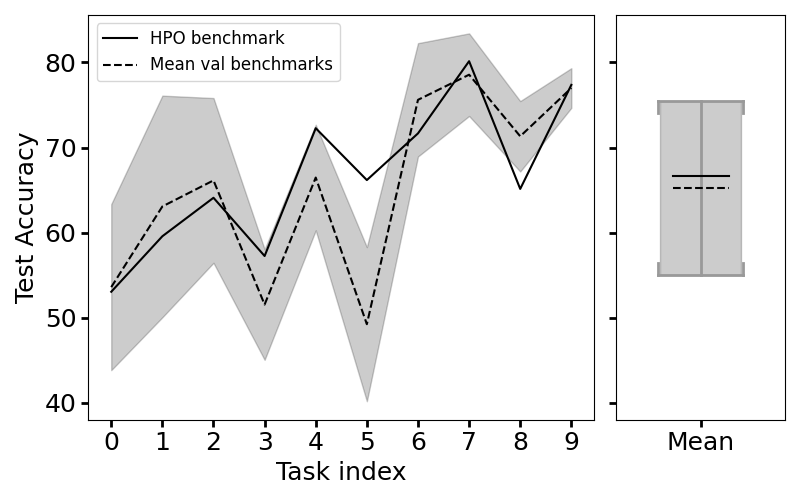 HPO benchmark
Mean val benchmarks
Test Accuracy
80
70
60
50
40
0 1 2 3 4 5 6 7 8 9
Task index
Mean